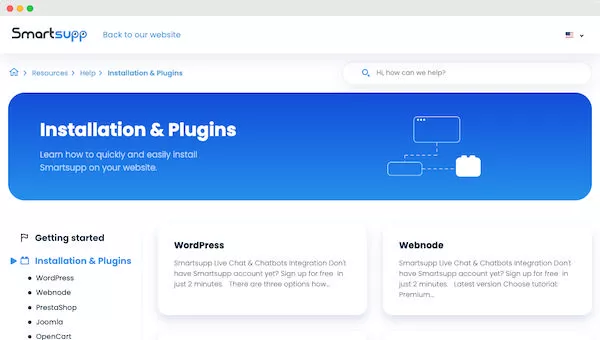 Smartsupp
Back to our website
Resources > Help > Installation & Plugins
Hi, how can we help?
Installation & Plugins
Learn how to quickly and easily install
Smartsupp on your website.
Getting started
Installation & Plugins
WordPress
Webnode
PrestaShop
Joomla
OpenCart
WordPress
Smartsupp Live Chat & Chatbots Integration Don't
have Smartsupp account yet? Sign up for free in
just 2 minutes. There are three options how...
Webnode
Smartsupp Live Chat & Chatbots Integration Don't
have Smartsupp account yet? Sign up for free in
just 2 minutes. Latest version Choose tutorial:
Premium...